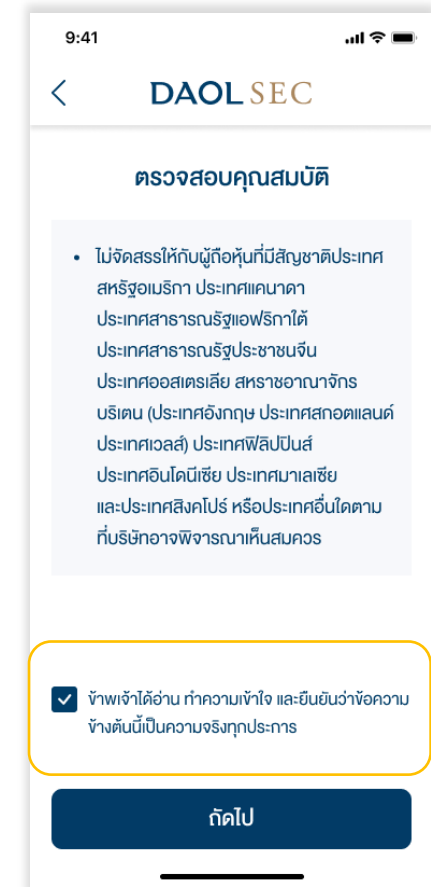 9:41
DAOL SEC
ตรวจสอบคุณสมบัติ
• ไม่จัดสรรให้กับผู้ถือหุ้นที่มีสัญชาติประเทศ
สหรัฐอเมริกา ประเทศแคนาดา
ประเทศสาธารณรัฐแอฟริกาใต้
ประเทศสาธารณรัฐประชาชนจีน
ประเทศออสเตรเลีย สหราชอาณาจักร
บริเตน (ประเทศอังกฤษ ประเทศสกอตแลนด์
ประเทศเวลส์) ประเทศฟิลิปปินส์
ประเทศอินโดนีเซีย ประเทศมาเลเซีย
และประเทศสิงคโปร์ หรือประเทศอื่นใดตาม
ที่บริษัทอาจพิจารณาเห็นสมควร
ข้าพเจ้าได้อ่าน ทำความเข้าใจ และยืนยันว่าข้อความ
ข้างต้นนี้เป็นความจริงทุกประการ
ถัดไป